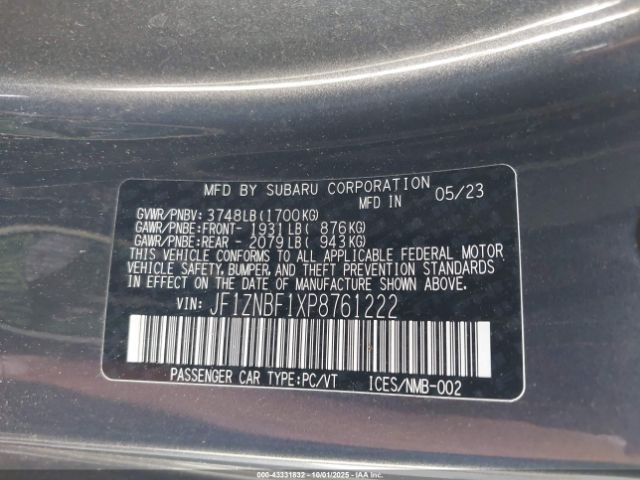 MFD BY SUBARU CORPORATION
MFD IN 05/23
GVWR/PNBV: 3748LB(1700KG)
GAWR/PNBE:FRONT- 1931LB( 876KG)
GAWR/PNBE:REAR - 2079LB( 943KG)
THIS VEHICLE CONFORMS TO ALL APPLICABLE FEDERAL MOTOR
VEHICLE SAFETY, BUMPER, AND THEFT PREVENTION STANDARDS
IN EFFECT ON THE DATE OF MANUFACTURE SHOWN ABOVE.
VIN: JF1ZNBF1XP8761222
PASSENGER CAR TYPE:PC/VT ICES/NMB-002
000-43331832 - 10/01/2025 - IAAI.COM